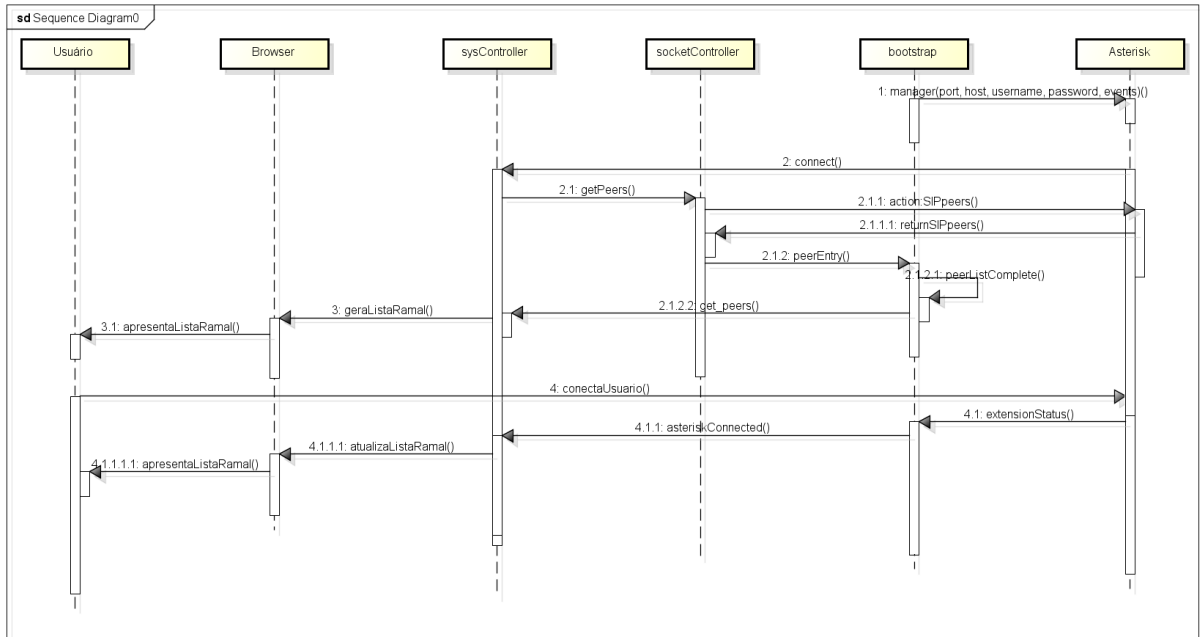 sd Sequence Diagram0
Usuário
Browser
sysController
socketController
bootstrap
Asterisk
1: manager(port, host, username, password, events)()
2: connect()
2.1: getPeers()
2.1.1: action:SIPpeers()
2.1.1.1: returnSIPpeers()
2.1.2: peerEntry()
2.1.2.1: peerListComplete()
2.1.2.2: get_peers()
3: geraListaRamal()
3.1: apresentaListaRamal()
4: conectaUsuario()
4.1: extensionStatus()
4.1.1: asteriskConnected()
4.1.1.1: atualizaListaRamal()
4.1.1.1.1: apresentaListaRamal()